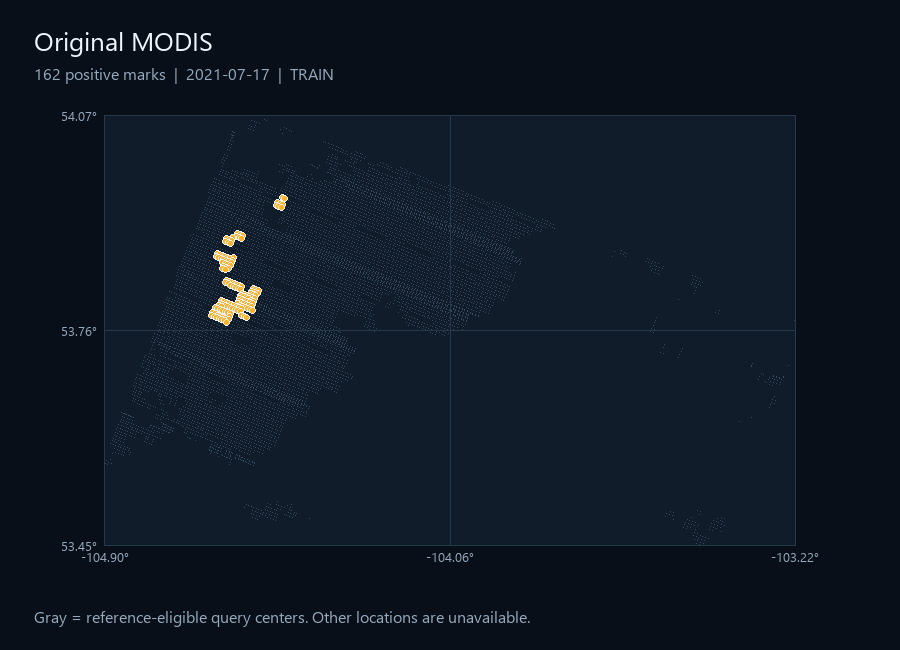 Original MODIS
162 positive marks | 2021-07-17 | TRAIN
54.07°
53.76°
53.45°
-104.90°
-104.06°
-103.22°
Gray = reference-eligible query centers. Other locations are unavailable.